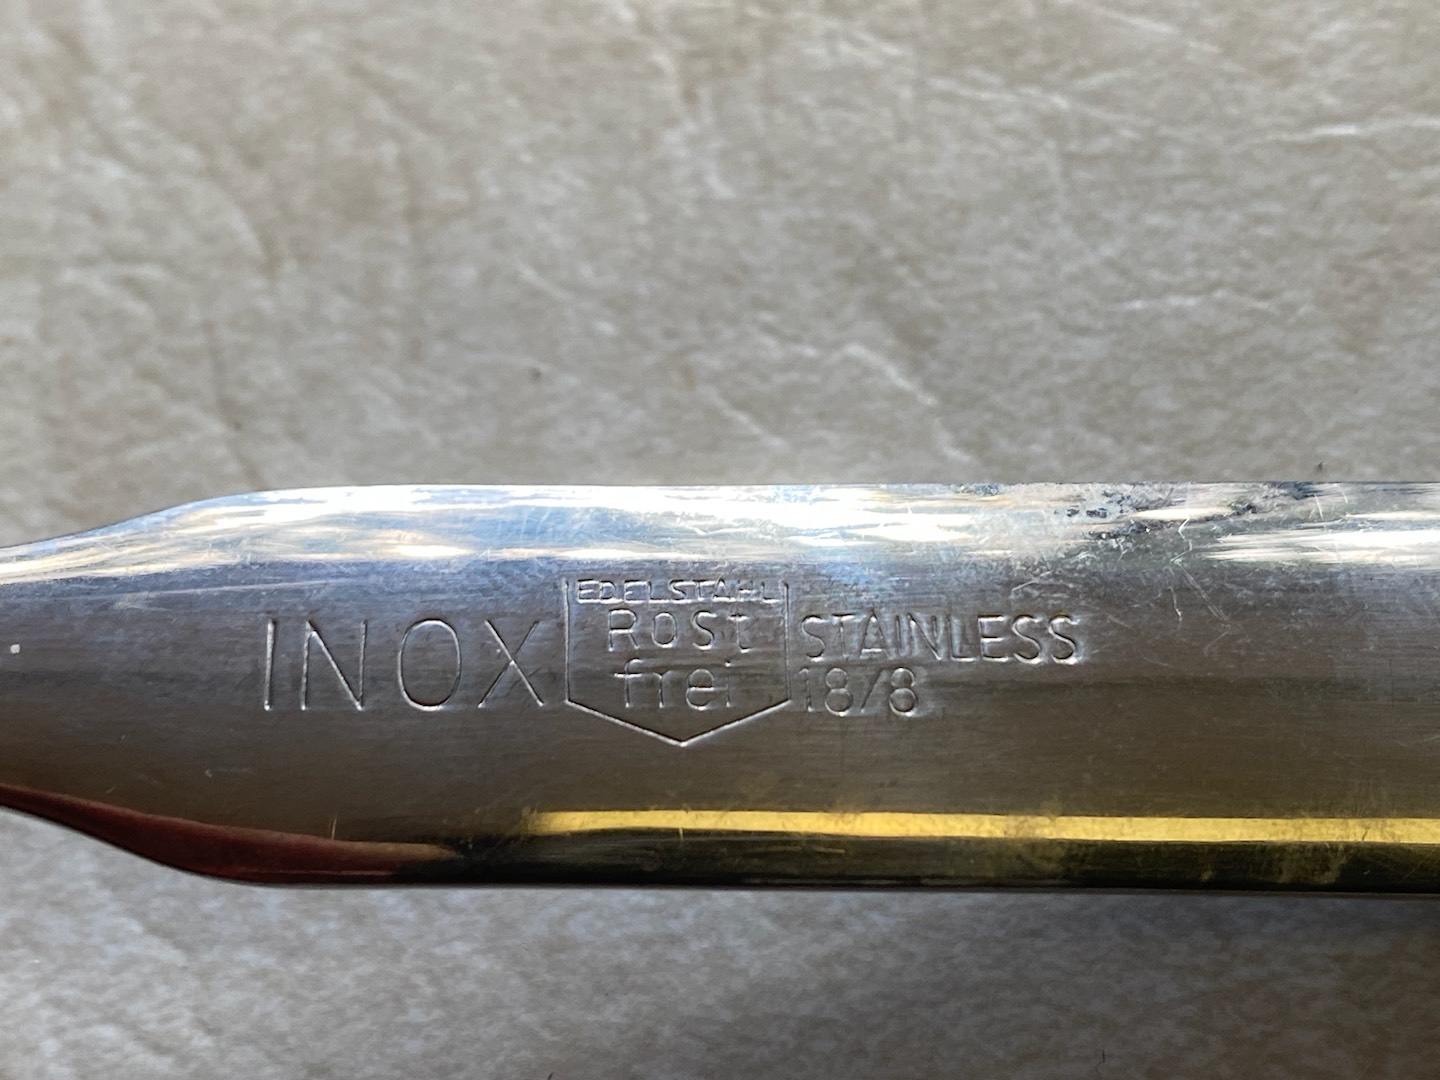 INOX
EDELSTAHL
ROSt
frei
STAINLESS
18/8